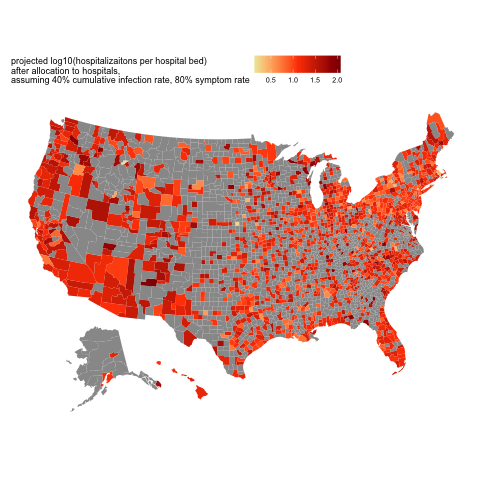 projected log10(hospitalizaitons per hospital bed)
after allocation to hospitals,
assuming 40% cumulative infection rate, 80% symptom rate
0.5 1.0 1.5 2.0